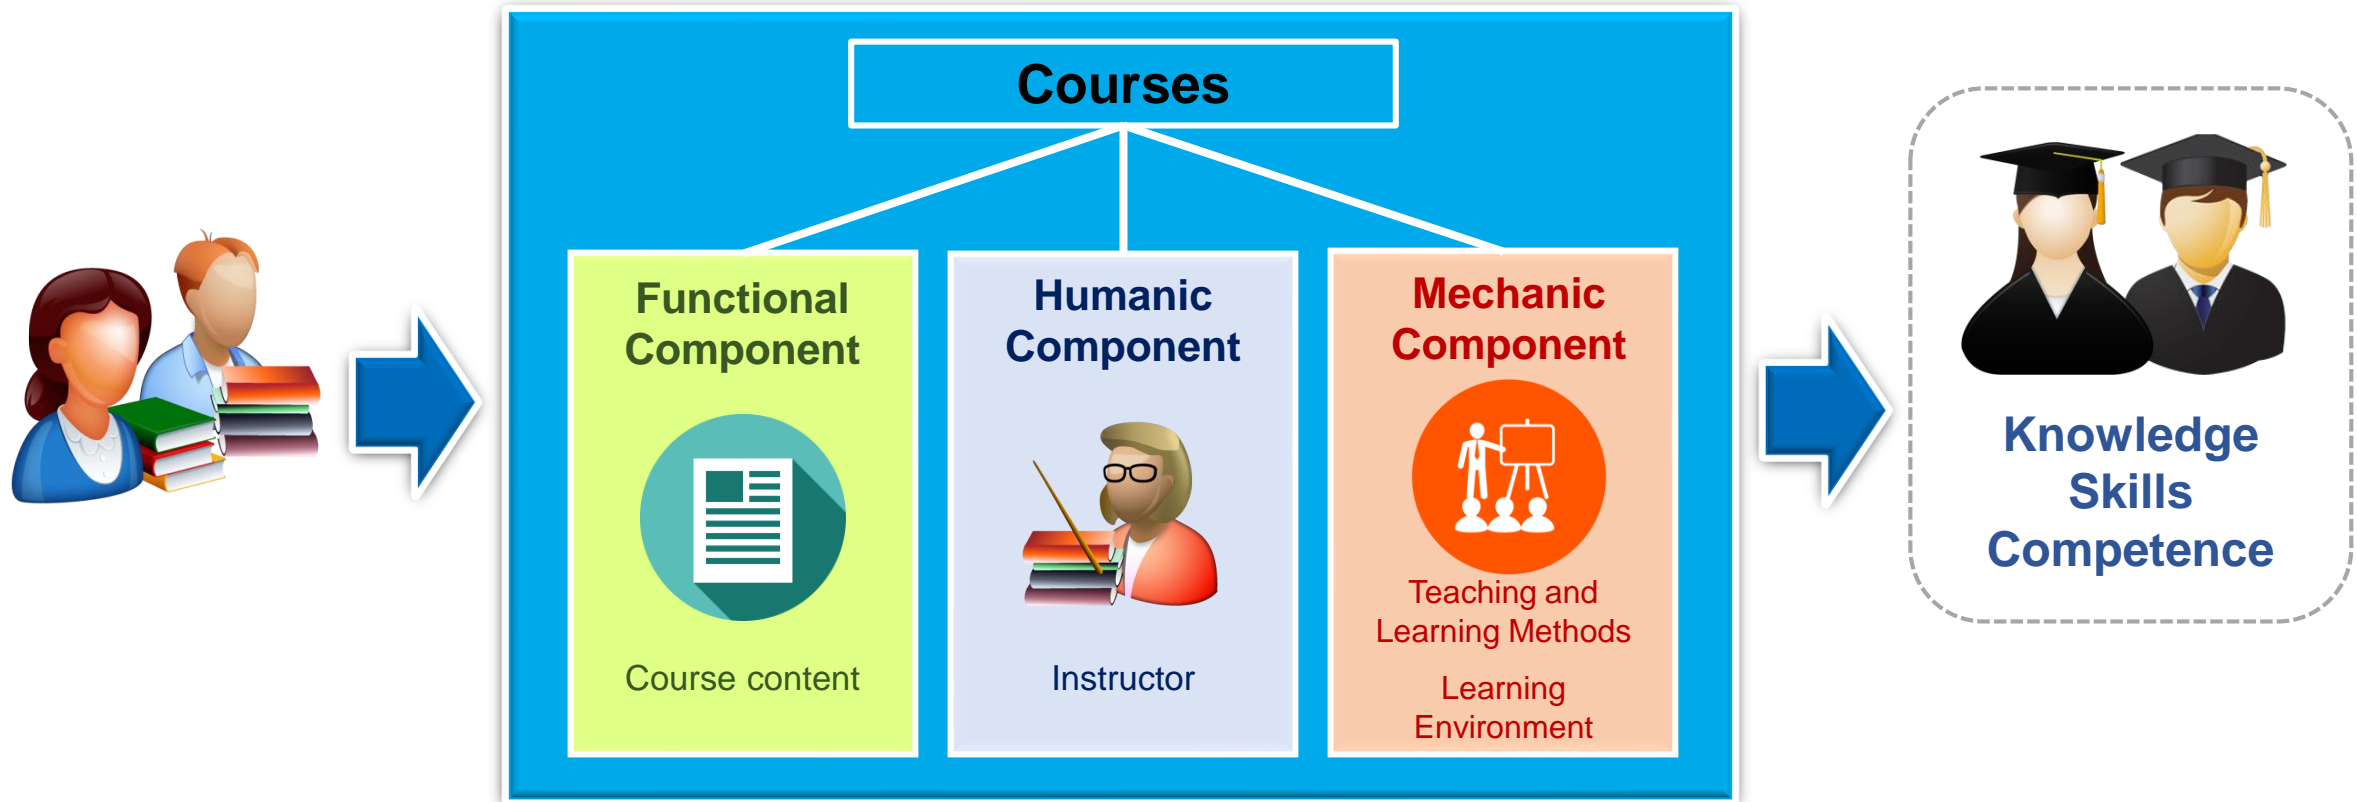 Courses
Functional
Component
Course content
Humanic
Component
Instructor
Mechanic
Component
Teaching and
Learning Methods
Learning
Environment
Knowledge
Skills
Competence